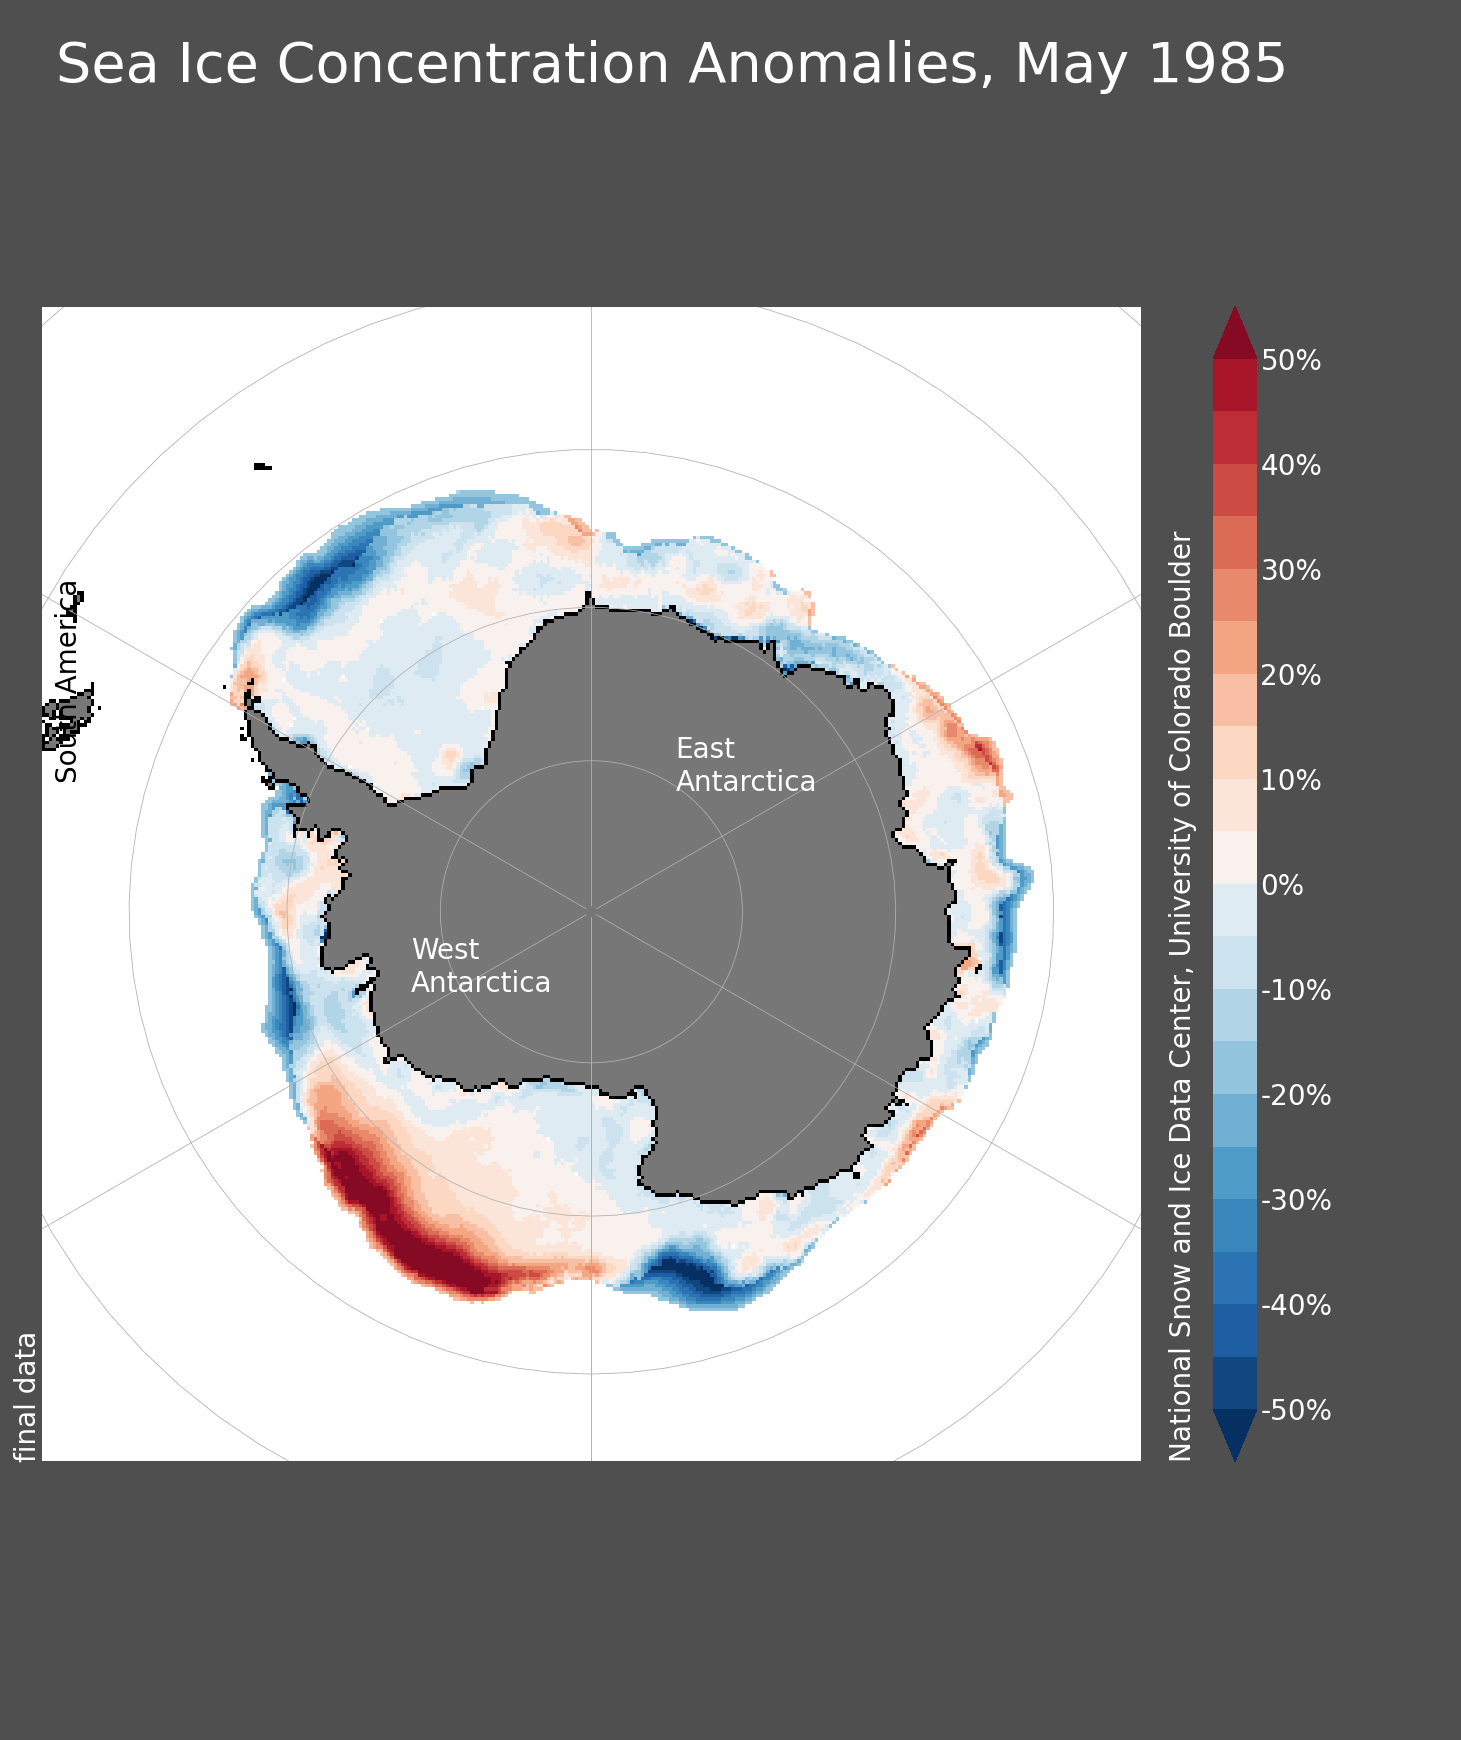 Sea Ice Concentration Anomalies, May 1985
South America
East
Antarctica
West
Antarctica
final data
National Snow and Ice Data Center, University of Colorado Boulder
50%
40%
30%
20%
10%
0%
-10%
-20%
-30%
-40%
-50%